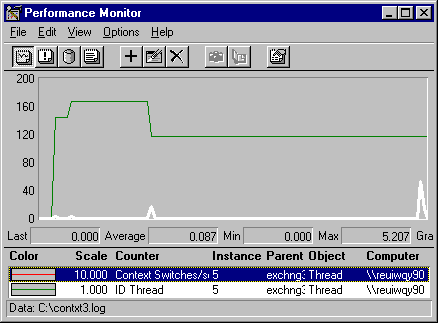 Performance Monitor
File Edit View Options Help
200
160
120
80
40
0
Last 0.000 Average 0.087 Min 0.000 Max 5.207 Gra
Color Scale Counter Instance Parent Object Computer
10.000 Context Switches/s 5 exchng3 Thread \\reuiwqy90
1.000 ID Thread 5 exchng3 Thread \\reuiwqy90
Data: C:\contxt3.log